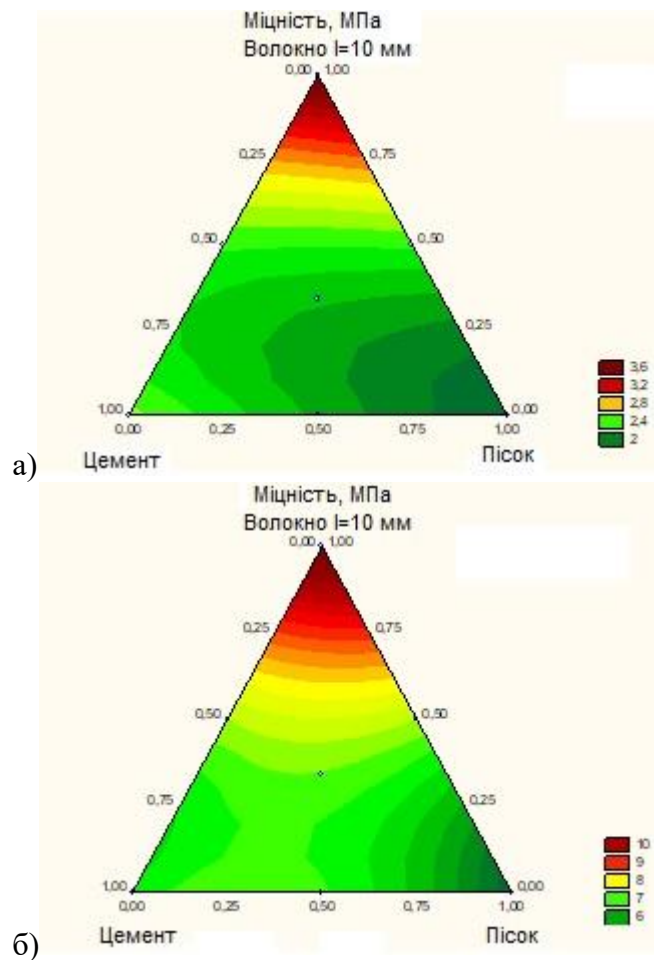 Міцність, МПа
Волокно l=10 мм
0,00 1,00
0,25 0,75
0,50 0,50
0,75 0,25
3,6
3,2
2,8
2,4
2
1,00 0,00
0,00 0,25 0,50 0,75 1,00
а) Цемент Пісок
Міцність, МПа
Волокно l=10 мм
0,00 1,00
0,25 0,75
0,50 0,50
0,75 0,25
10
9
8
7
6
1,00 0,00
0,00 0,25 0,50 0,75 1,00
б) Цемент Пісок